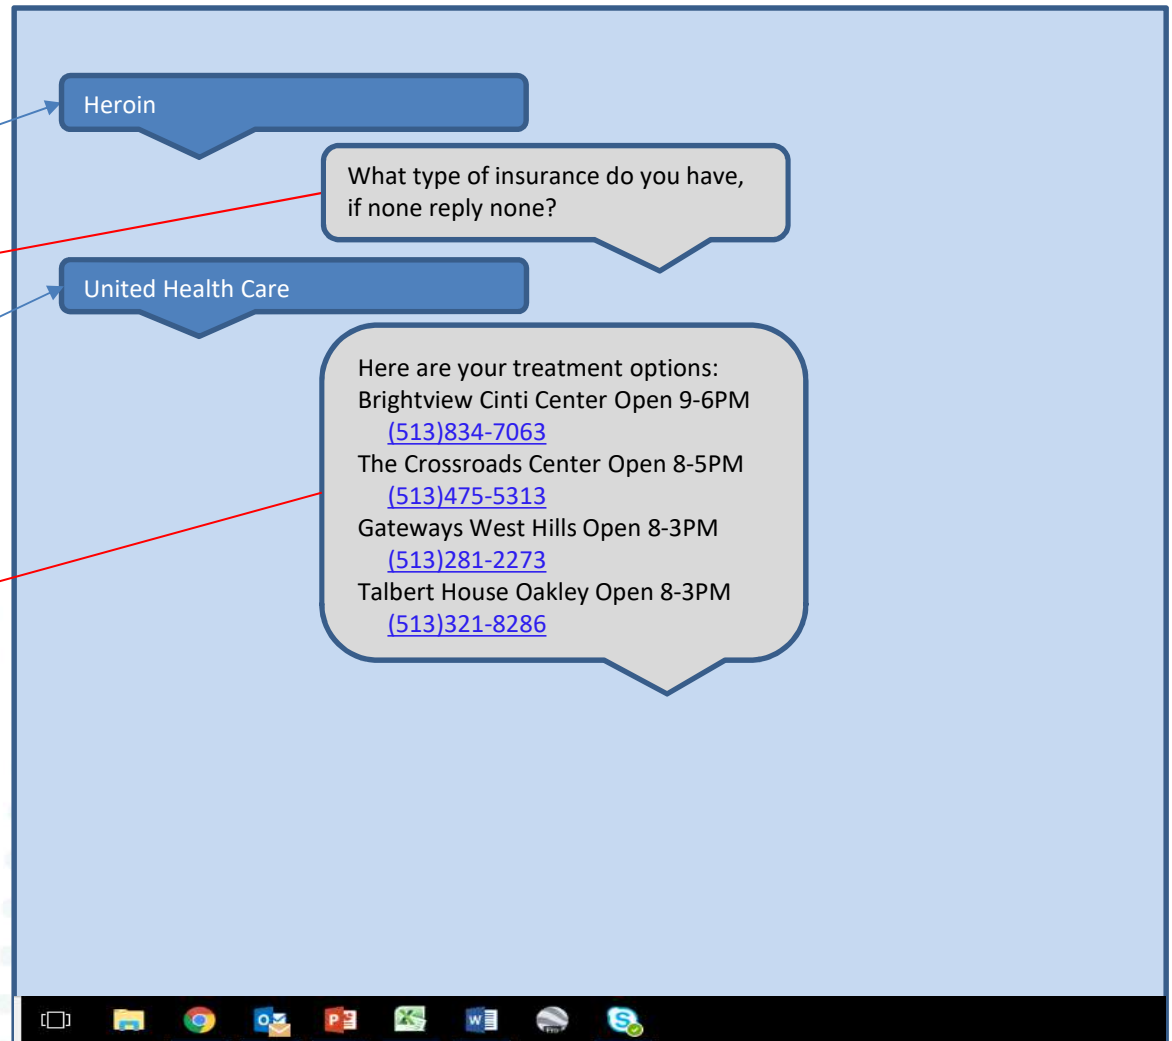 Heroin
What type of insurance do you have,
if none reply none?
United Health Care
Here are your treatment options:
Brightview Cinti Center Open 9-6PM
(513)834-7063
The Crossroads Center Open 8-5PM
(513)475-5313
Gateways West Hills Open 8-3PM
(513)281-2273
Talbert House Oakley Open 8-3PM
(513)321-8286